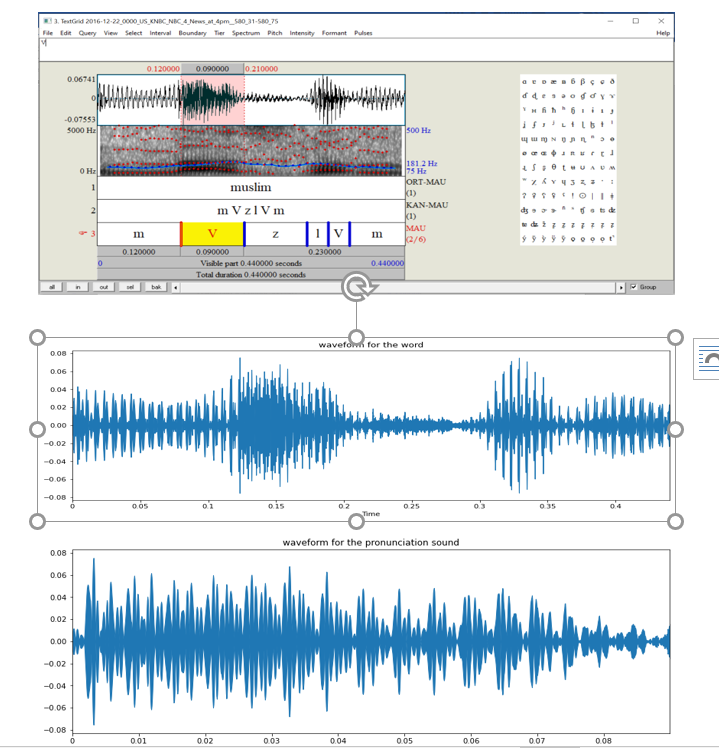 3. TextGrid 2016-12-22_0000_US_KNBC_NBC_4_News_at_4pm__580_31-580_75
File Edit Query View Select Interval Boundary Tier Spectrum Pitch Intensity Formant Pulses Help
V
0.120000 0.090000 0.210000
0.06741
0
-0.07553
5000 Hz 500 Hz
181.2 Hz
0 Hz 75 Hz
1 muslim ORT-MAU
(1)
2 m V z l V m KAN-MAU
(1)
3 m V z l V m MAU
(2/6)
0.120000 0.090000 0.230000
0 Visible part 0.440000 seconds 0.440000
Total duration 0.440000 seconds
all in out sel bak Group
waveform for the word
0.08
0.06
0.04
0.02
0.00
−0.02
−0.04
−0.06
−0.08
0 0.05 0.1 0.15 0.2 0.25 0.3 0.35 0.4
Time
waveform for the pronunciation sound
0.08
0.06
0.04
0.02
0.00
−0.02
−0.04
−0.06
−0.08
0 0.01 0.02 0.03 0.04 0.05 0.06 0.07 0.08